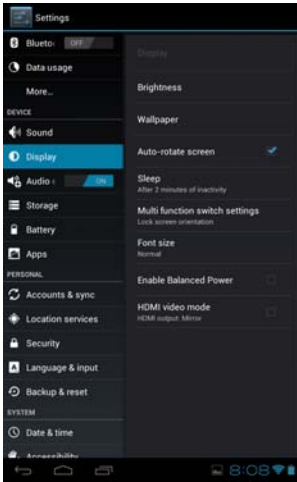 Settings
Bluetoo
OFF
Data usage
More...
DEVICE
Sound
Display
Audio e
ON
Storage
Battery
Apps
PERSONAL
Accounts & sync
Location services
Security
Language & input
Backup & reset
SYSTEM
Date & time
Accessibility
Display
Brightness
Wallpaper
Auto-rotate screen
Sleep
After 2 minutes of inactivity
Multi function switch settings
Lock screen orientation
Font size
Normal
Enable Balanced Power
HDMI video mode
HDMI output: Mirror
8:08